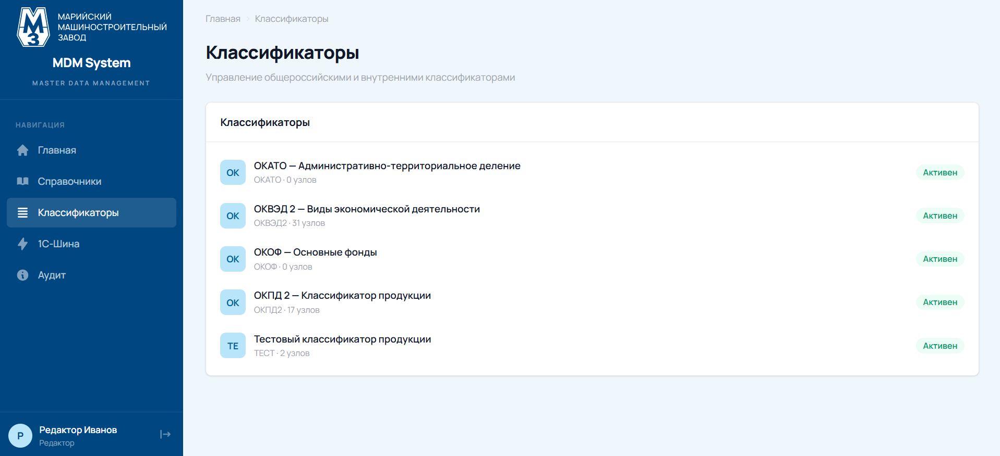 МАРИЙСКИЙ
МАШИНОСТРОИТЕЛЬНЫЙ
ЗАВОД
MDM System
MASTER DATA MANAGEMENT
НАВИГАЦИЯ
Главная
Справочники
Классификаторы
1С-Шина
Аудит
Р
Редактор Иванов
Редактор
Главная › Классификаторы
Классификаторы
Управление общероссийскими и внутренними классификаторами
Классификаторы
ОК
ОКАТО — Административно-территориальное деление
ОКАТО · 0 узлов
Активен
ОК
ОКВЭД 2 — Виды экономической деятельности
ОКВЭД2 · 31 узлов
Активен
ОК
ОКОФ — Основные фонды
ОКОФ · 0 узлов
Активен
ОК
ОКПД 2 — Классификатор продукции
ОКПД2 · 17 узлов
Активен
ТЕ
Тестовый классификатор продукции
ТЕСТ · 2 узлов
Активен